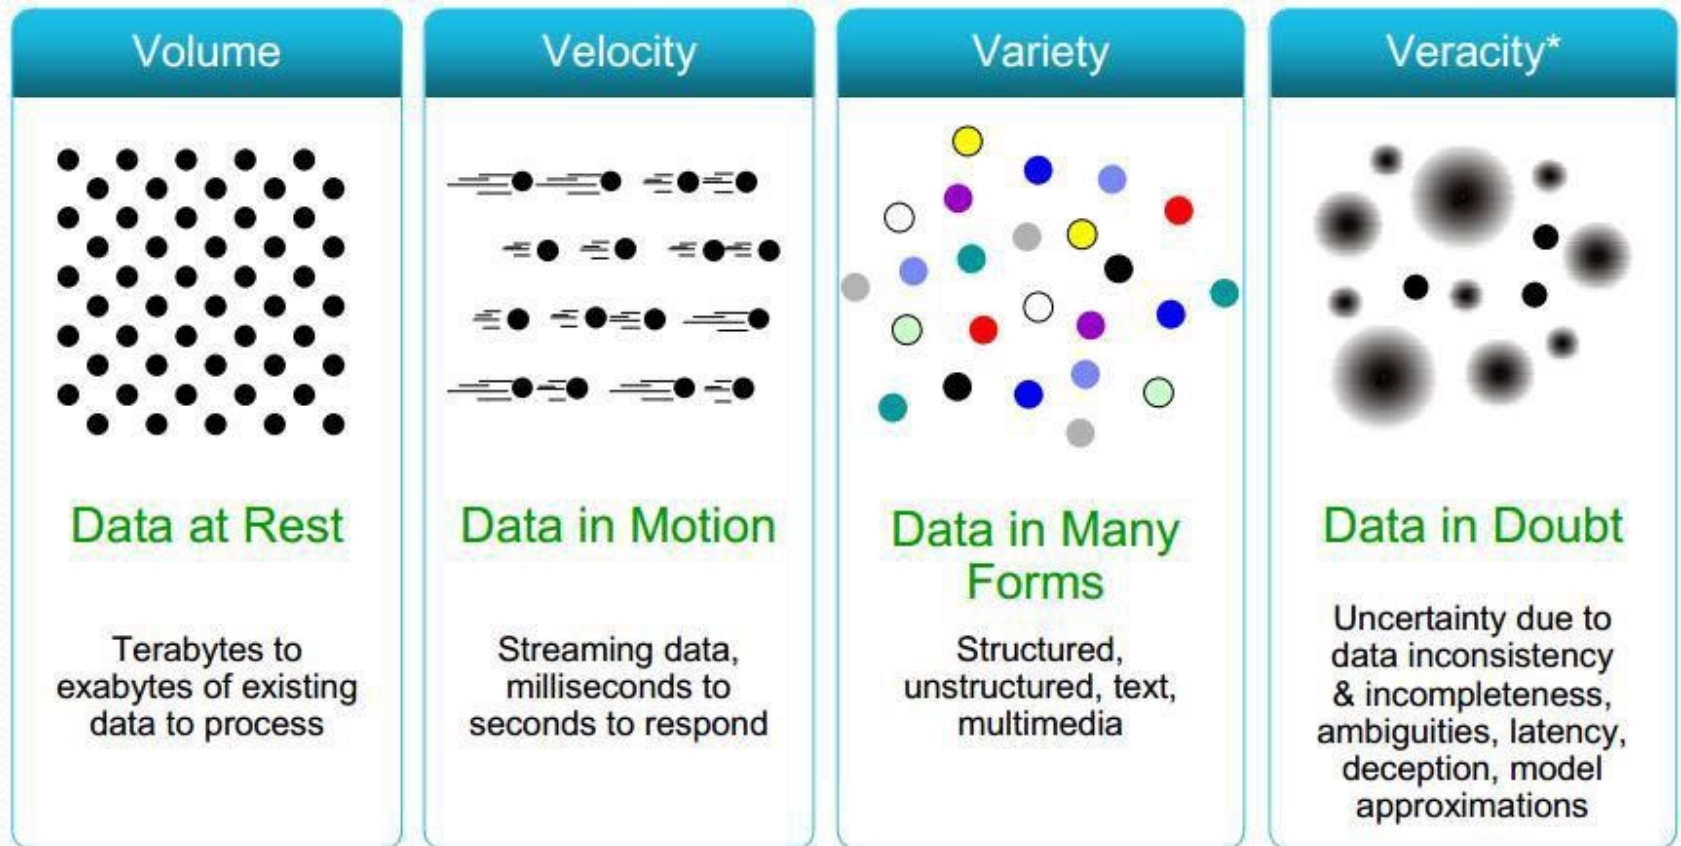 Volume
Data at Rest
Terabytes to
exabytes of existing
data to process
Velocity
Data in Motion
Streaming data,
milliseconds to
seconds to respond
Variety
Data in Many
Forms
Structured,
unstructured, text,
multimedia
Veracity*
Data in Doubt
Uncertainty due to
data inconsistency
& incompleteness,
ambiguities, latency,
deception, model
approximations